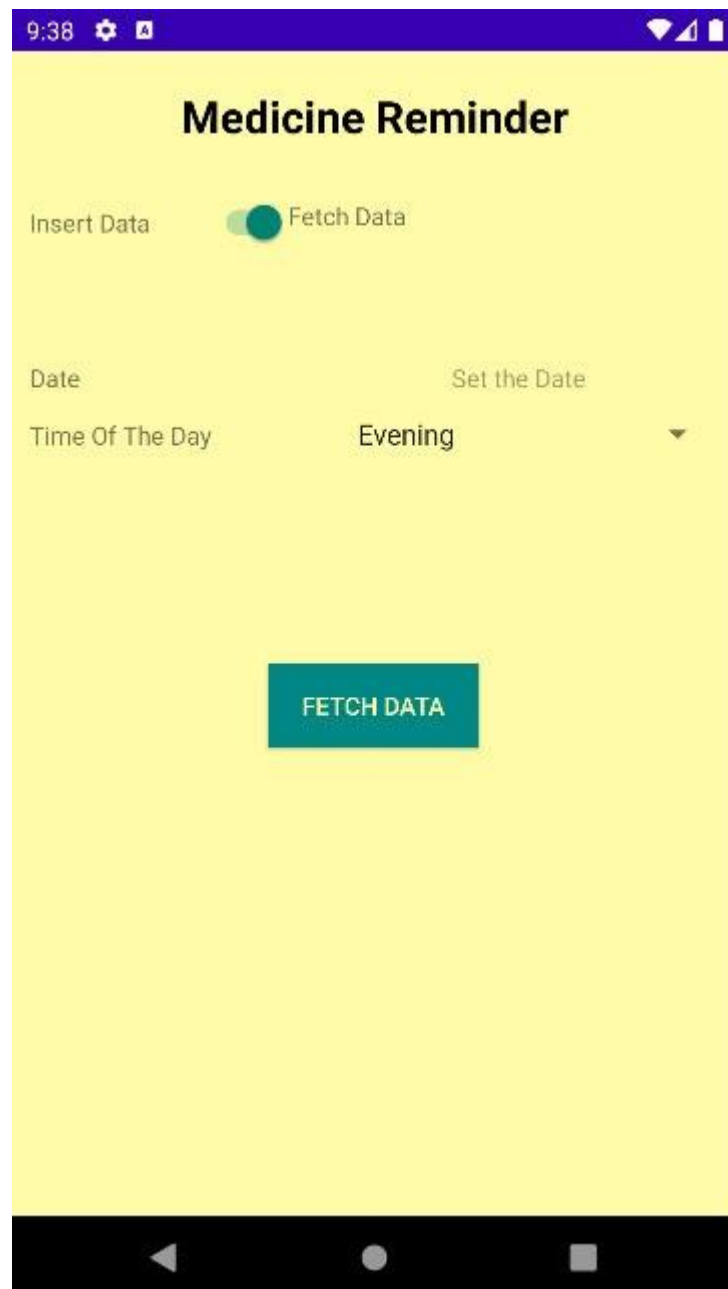 9:38
Medicine Reminder
Insert Data Fetch Data
Date Set the Date
Time Of The Day Evening
FETCH DATA